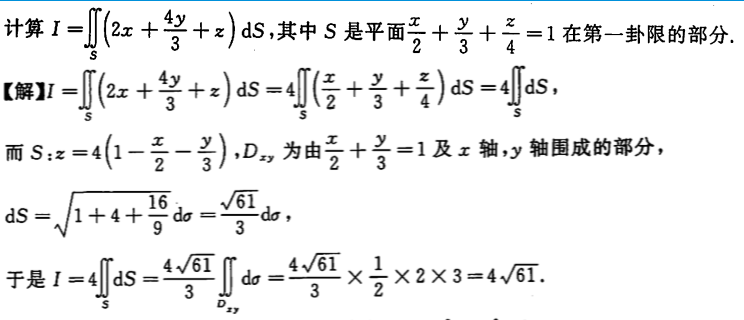 计算 I=∬_S(2x+4y/3+z)dS,其中 S 是平面x/2+y/3+z/4=1在第一卦限的部分.
【解】I=∬_S(2x+4y/3+z)dS=4∬_S(x/2+y/3+z/4)dS=4∬_S dS,
而 S:z=4(1-x/2-y/3),D_xy 为由x/2+y/3=1及 x 轴,y 轴围成的部分,
dS=√(1+4+16/9)dσ=√61/3 dσ,
于是 I=4∬_S dS=4√61/3 ∬_{D_xy} dσ=4√61/3×1/2×2×3=4√61.